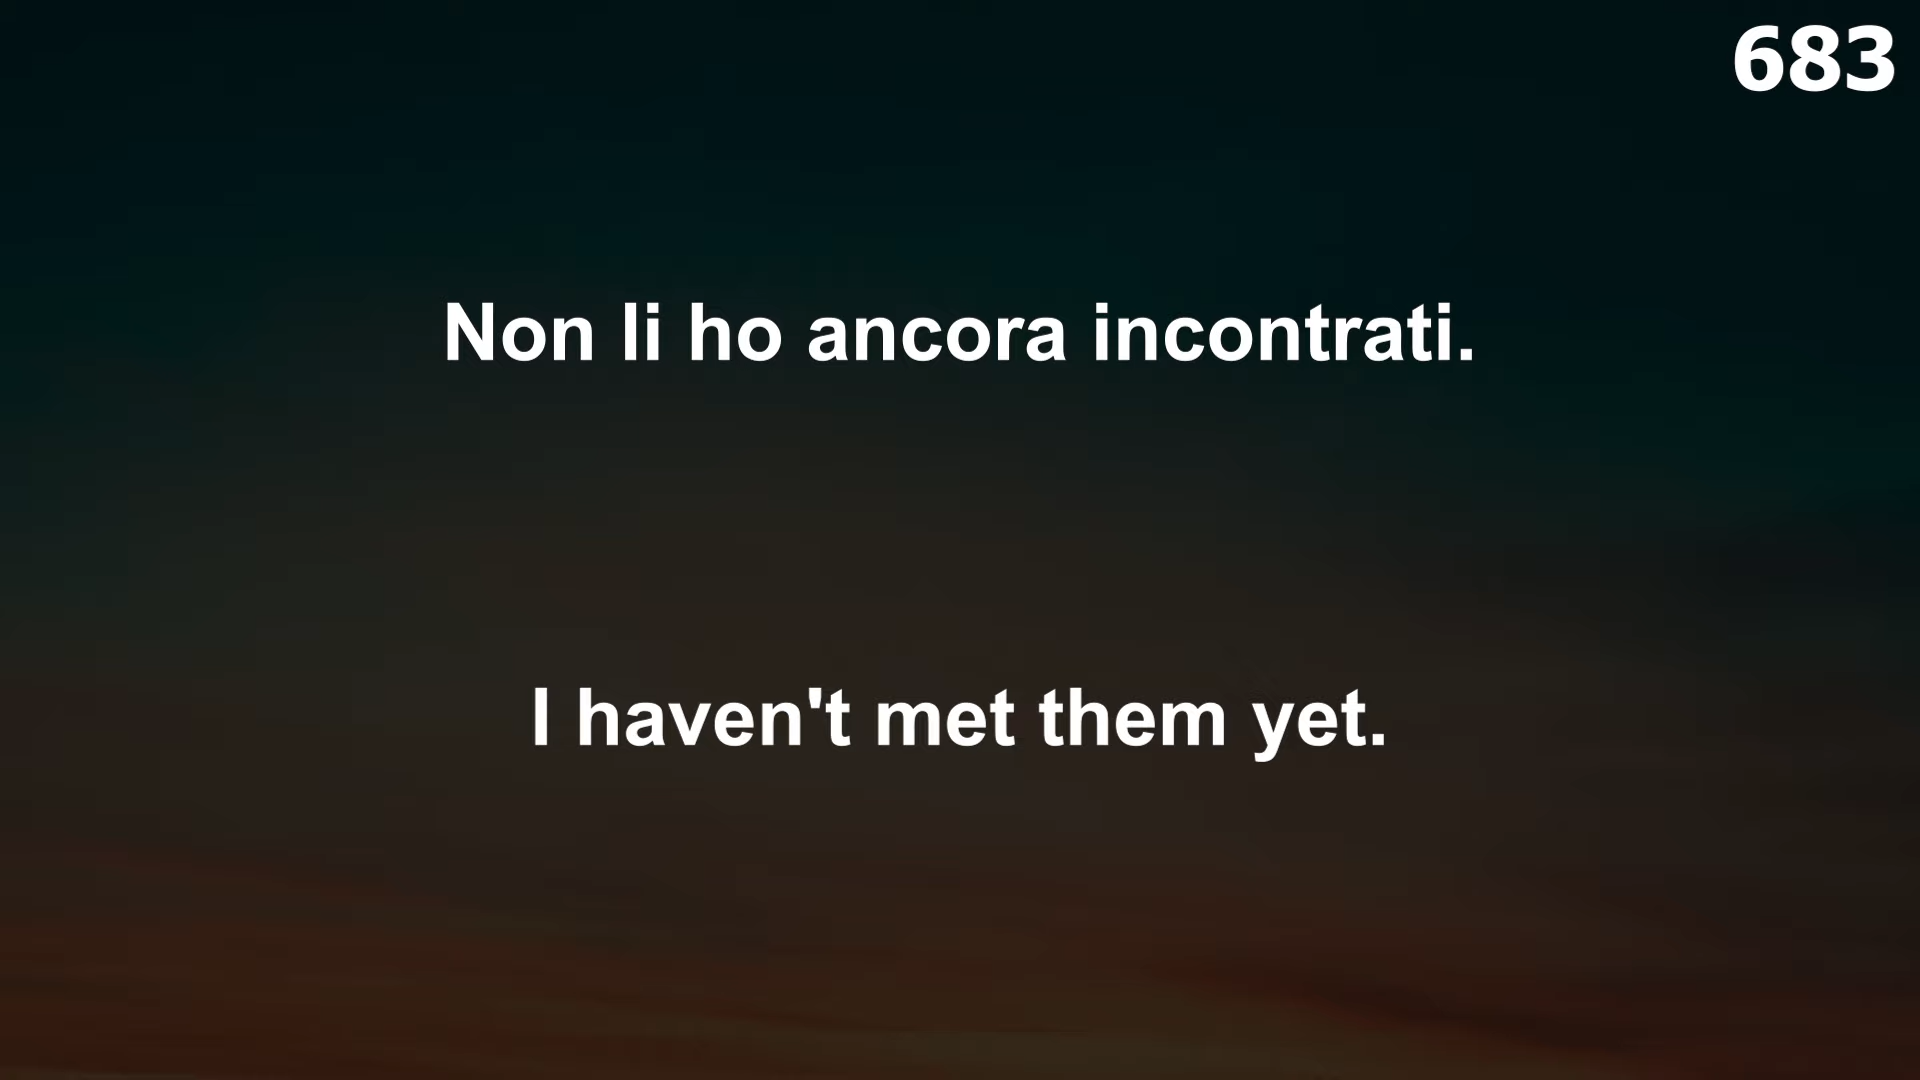 683
Non li ho ancora incontrati.
I haven't met them yet.